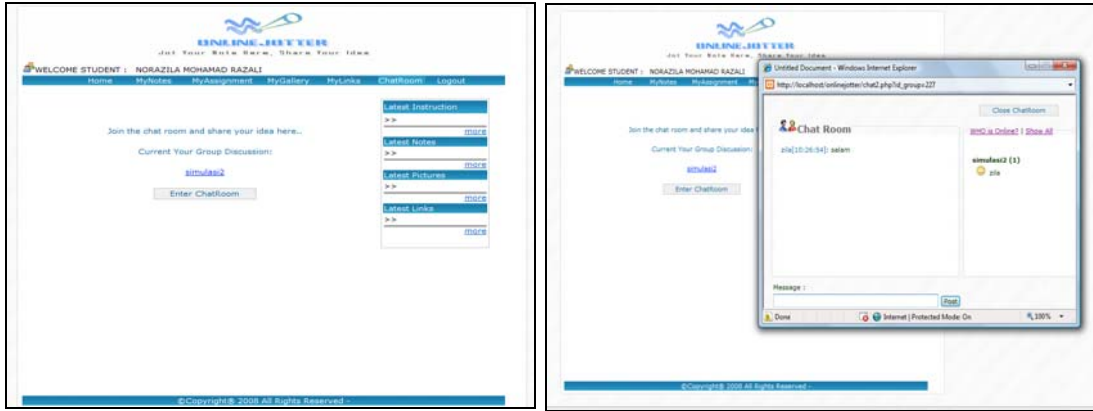 ONLINE-JOTTER
Jot Your Note Here, Share Your Idea
WELCOME STUDENT : NORAZILA MOHAMAD RAZALI
Home MyNotes MyAssignment MyGallery MyLinks ChatRoom Logout
Join the chat room and share your idea here..
Current Your Group Discussion:
simulasi2
Enter ChatRoom
Latest Instruction
>>
more
Latest Notes
>>
more
Latest Pictures
>>
more
Latest Links
>>
more
©Copyright® 2008 All Rights Reserved -
ONLINE-JOTTER
Jot Your Note Here, Share Your Idea
WELCOME STUDENT : NORAZILA MOHAMAD RAZALI
Home MyNotes MyAssignment
Join the chat room and share your idea
Current Your Group Discussion:
simulasi2
Enter ChatRoom
Untitled Document - Windows Internet Explorer
http://localhost/onlinejotter/chat2.php?id_group=227
Close ChatRoom
Chat Room
WHO is Online? | Show All
zila[10:26:54]: salam
simulasi2 (1)
zila
Message :
Post
Done Internet | Protected Mode: On 100%
©Copyright® 2008 All Rights Reserved -